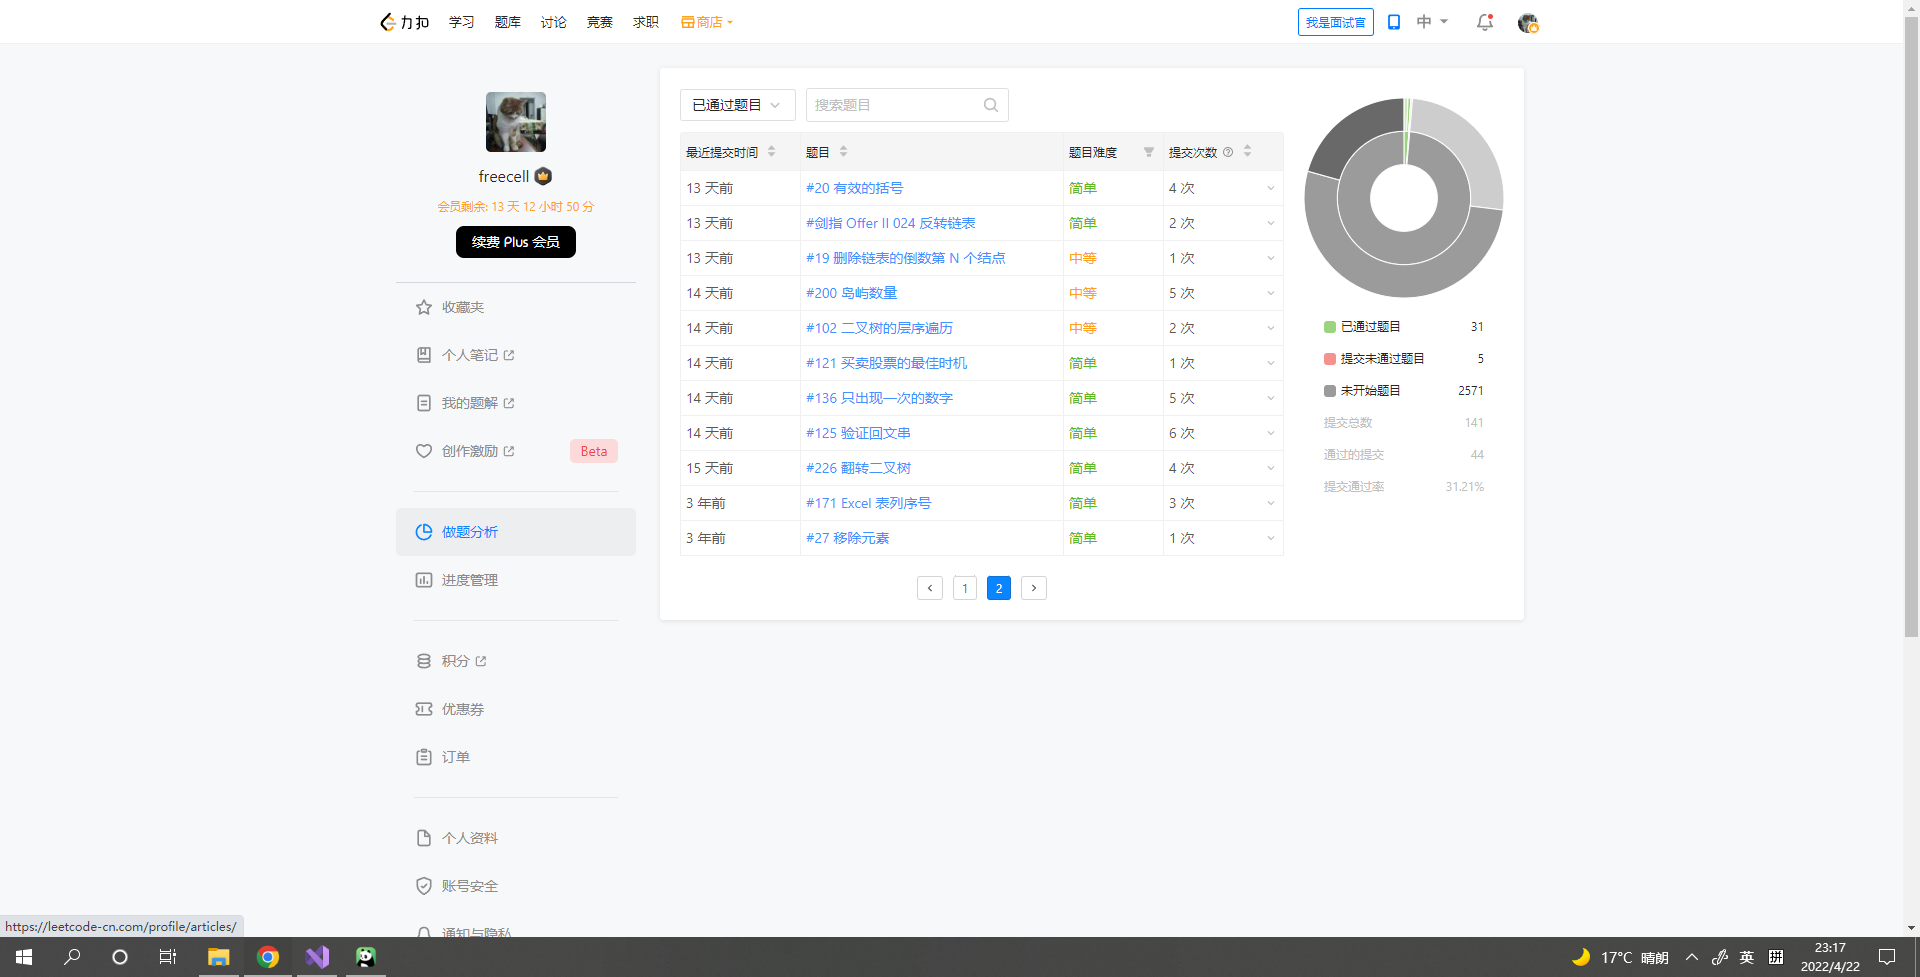 力扣 学习 题库 讨论 竞赛 求职 商店 我是面试官 中
freecell
会员剩余: 13 天 12 小时 50 分
续费 Plus 会员
收藏夹
个人笔记
我的题解
创作激励 Beta
做题分析
进度管理
积分
优惠券
订单
个人资料
账号安全
通知与隐私
已通过题目 搜索题目
最近提交时间 题目 题目难度 提交次数
13 天前 #20 有效的括号 简单 4 次
13 天前 #剑指 Offer II 024 反转链表 简单 2 次
13 天前 #19 删除链表的倒数第 N 个结点 中等 1 次
14 天前 #200 岛屿数量 中等 5 次
14 天前 #102 二叉树的层序遍历 中等 2 次
14 天前 #121 买卖股票的最佳时机 简单 1 次
14 天前 #136 只出现一次的数字 简单 5 次
14 天前 #125 验证回文串 简单 6 次
15 天前 #226 翻转二叉树 简单 4 次
3 年前 #171 Excel 表列序号 简单 3 次
3 年前 #27 移除元素 简单 1 次
1 2
已通过题目 31
提交未通过题目 5
未开始题目 2571
提交总数 141
通过的提交 44
提交通过率 31.21%
https://leetcode-cn.com/profile/articles/
17°C 晴朗 英 拼 23:17
2022/4/22